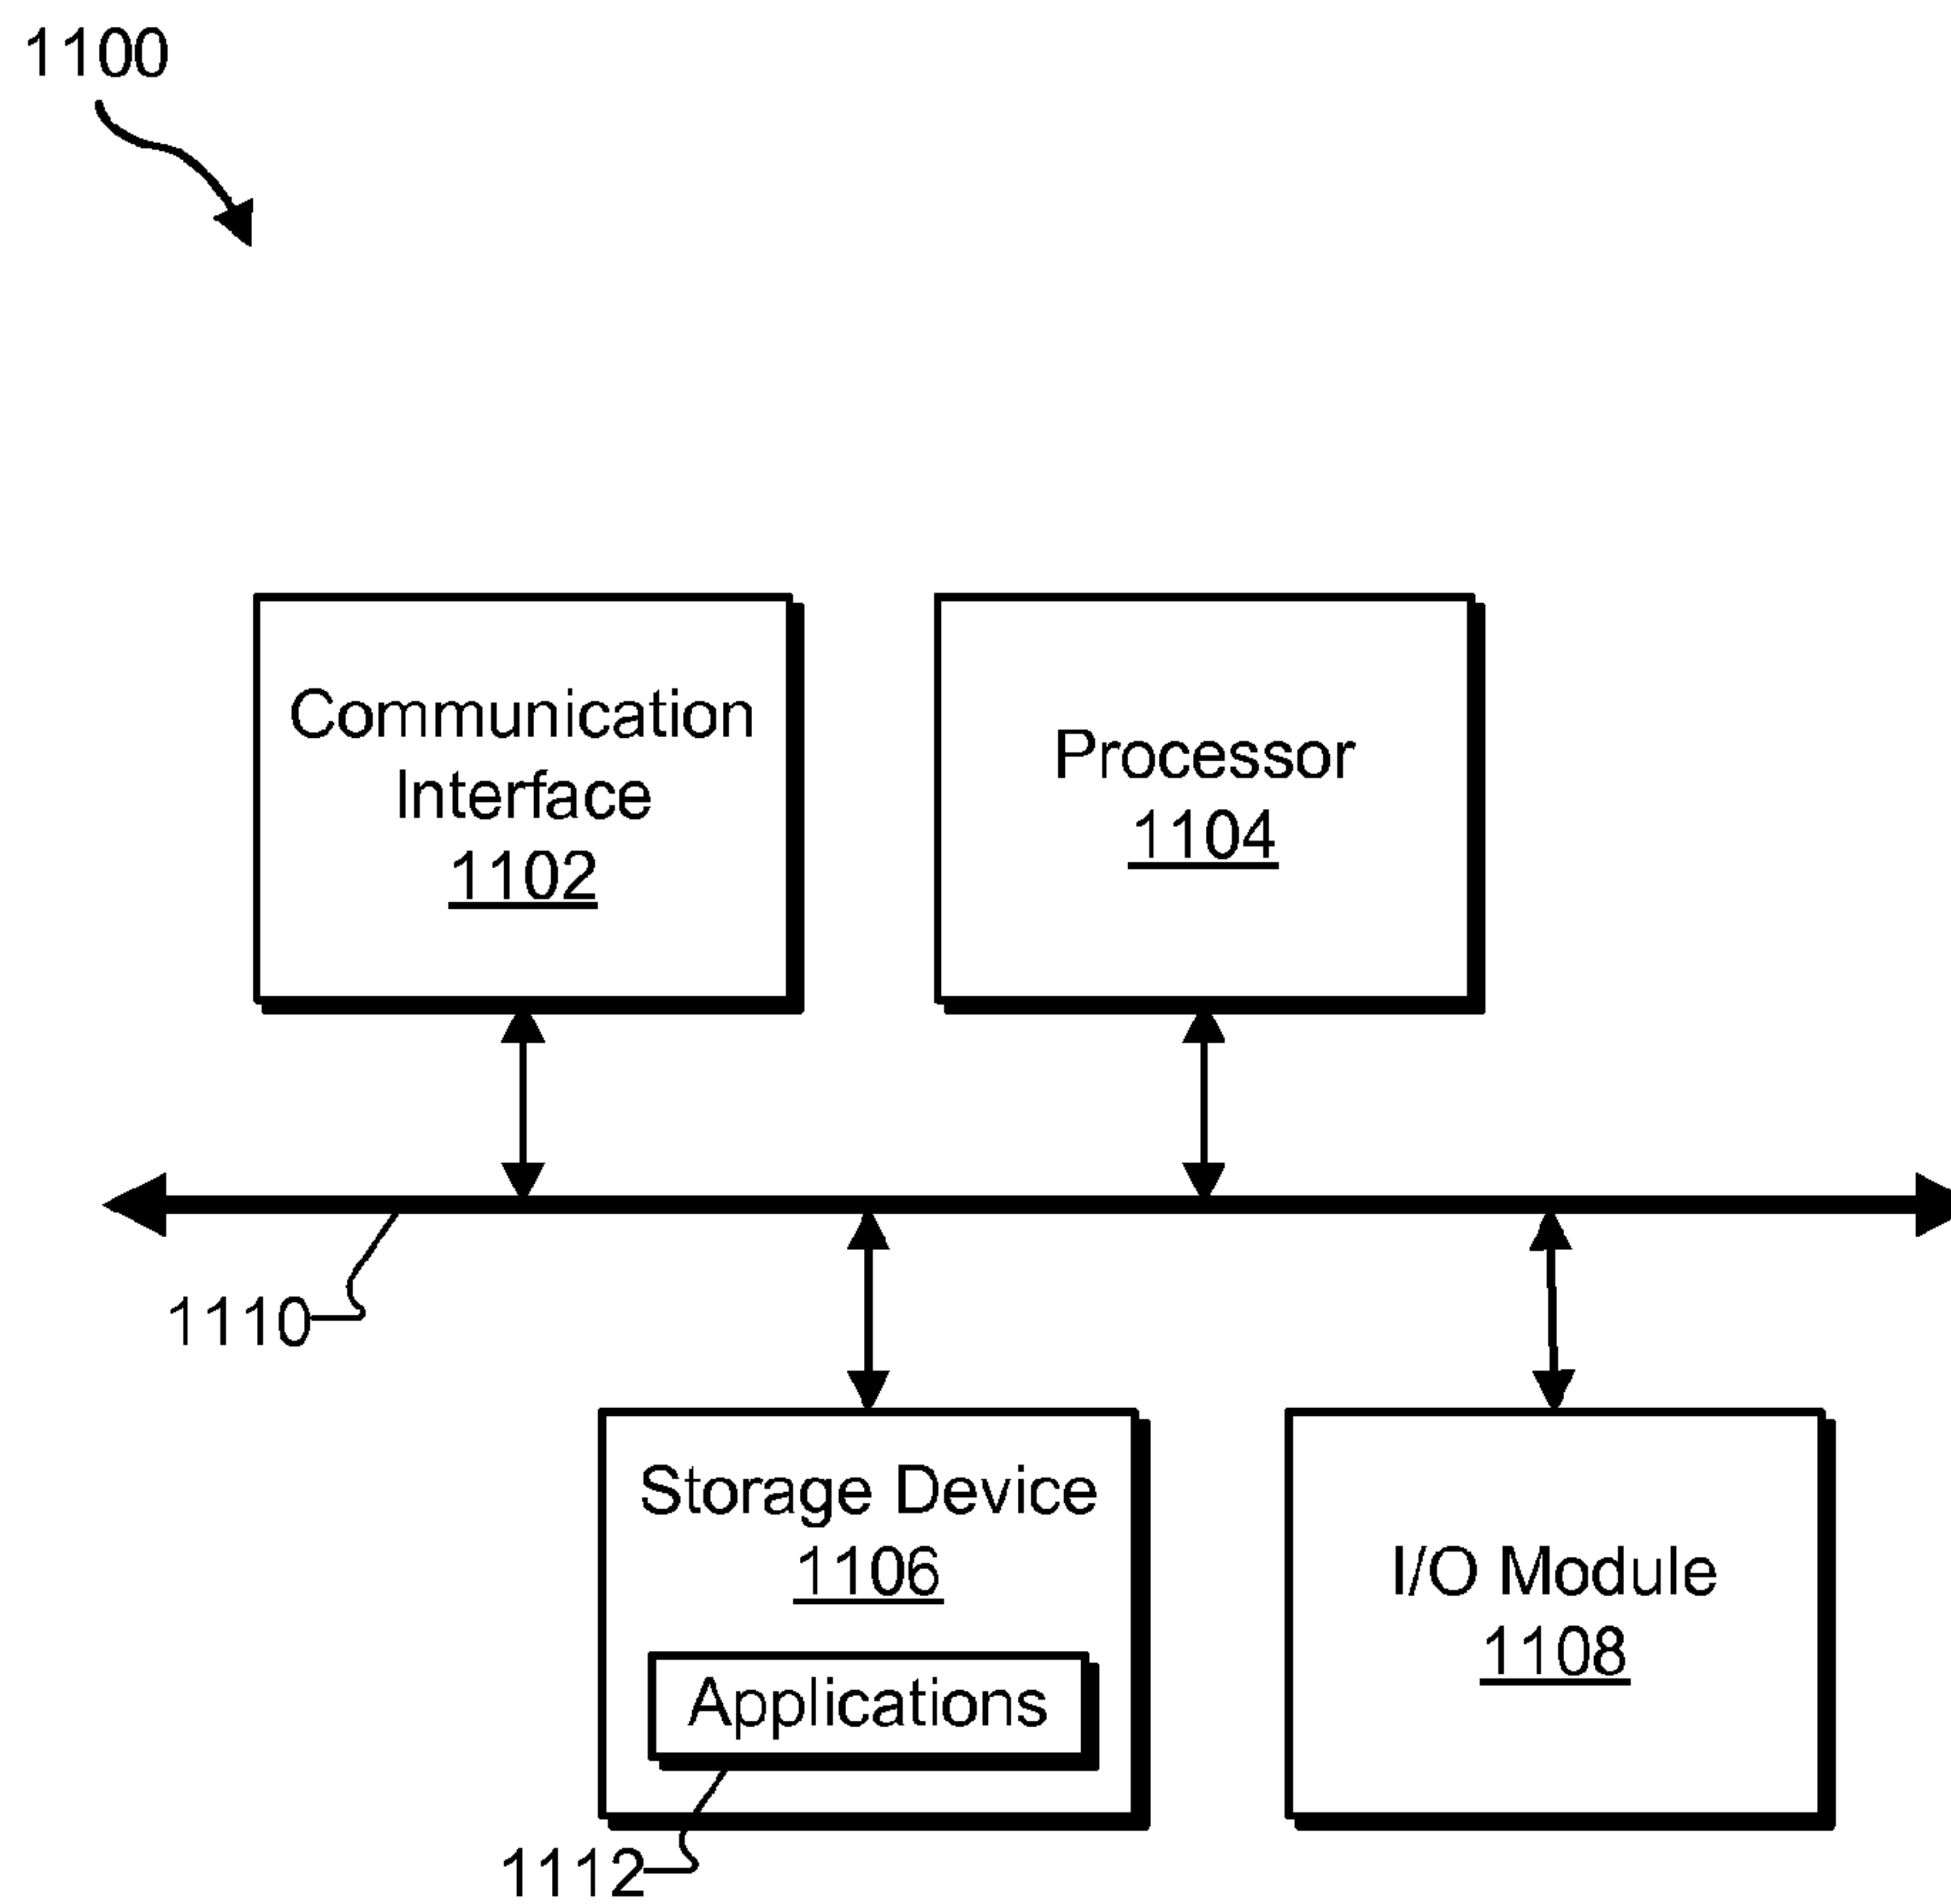 1100
Communication
Interface
1102
Processor
1104
1110
Storage Device
1106
Applications
1112
I/O Module
1108